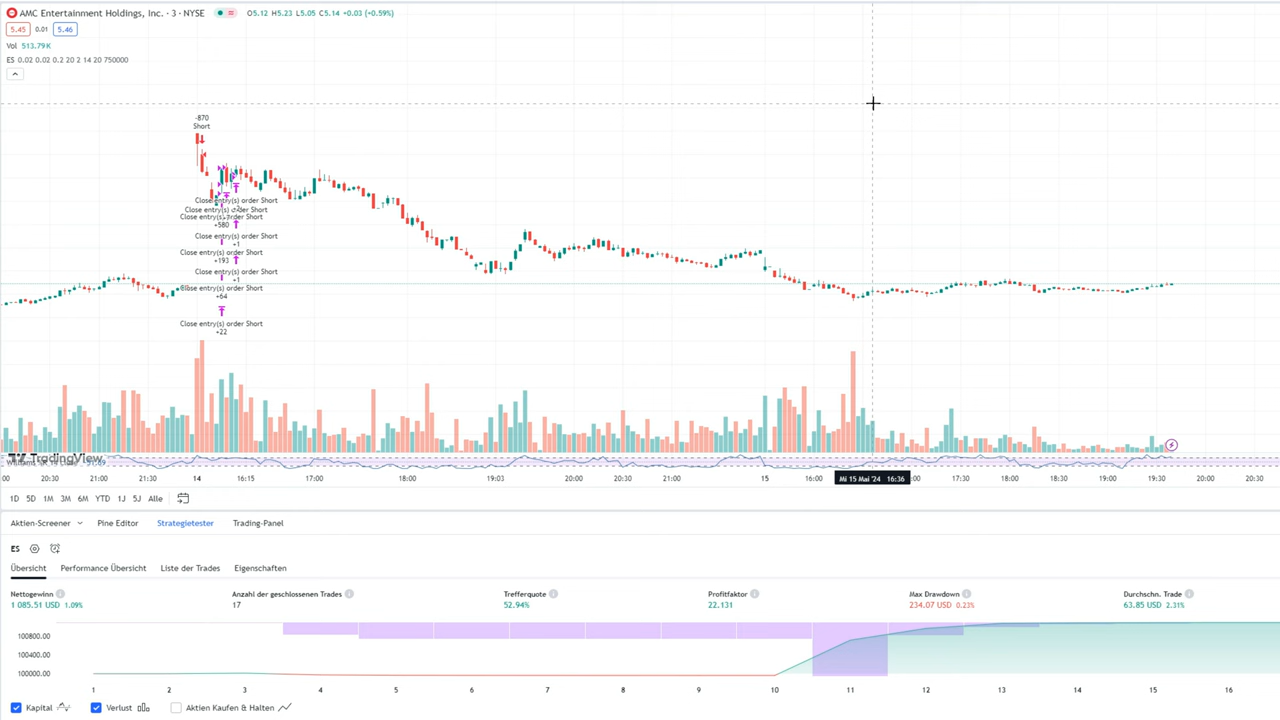 AMC Entertainment Holdings, Inc. · 3 · NYSE O5.12 H5.23 L5.05 C5.14 +0.03 (+0.59%)
5.45 0.01 5.46
Vol 513.79K
ES 0.02 0.02 0.2 20 2 14 20 750000
-870
Short
Close entry(s) order Short
Close entry(s) order Short
Close entry(s) order Short
+580
Close entry(s) order Short
+1
Close entry(s) order Short
+193
Close entry(s) order Short
+1
Close entry(s) order Short
+64
Close entry(s) order Short
+22
TradingView
:00 20:30 21:00 21:30 14 16:15 17:00 18:00 19:03 20:00 20:30 21:00 15 16:00 Mi 15 Mai '24 16:36 :00 17:30 18:00 18:30 19:00 19:30 20:00 20:30
1D 5D 1M 3M 6M YTD 1J 5J Alle
Aktien-Screener Pine Editor Strategietester Trading-Panel
ES
Übersicht Performance Übersicht Liste der Trades Eigenschaften
Nettogewinn Anzahl der geschlossenen Trades Trefferquote Profitfaktor Max Drawdown Durchschn. Trade
1 085.51 USD 1.09% 17 52.94% 22.131 234.07 USD 0.23% 63.85 USD 2.31%
100800.00
100400.00
100000.00
1 2 3 4 5 6 7 8 9 10 11 12 13 14 15 16
Kapital Verlust Aktien Kaufen & Halten